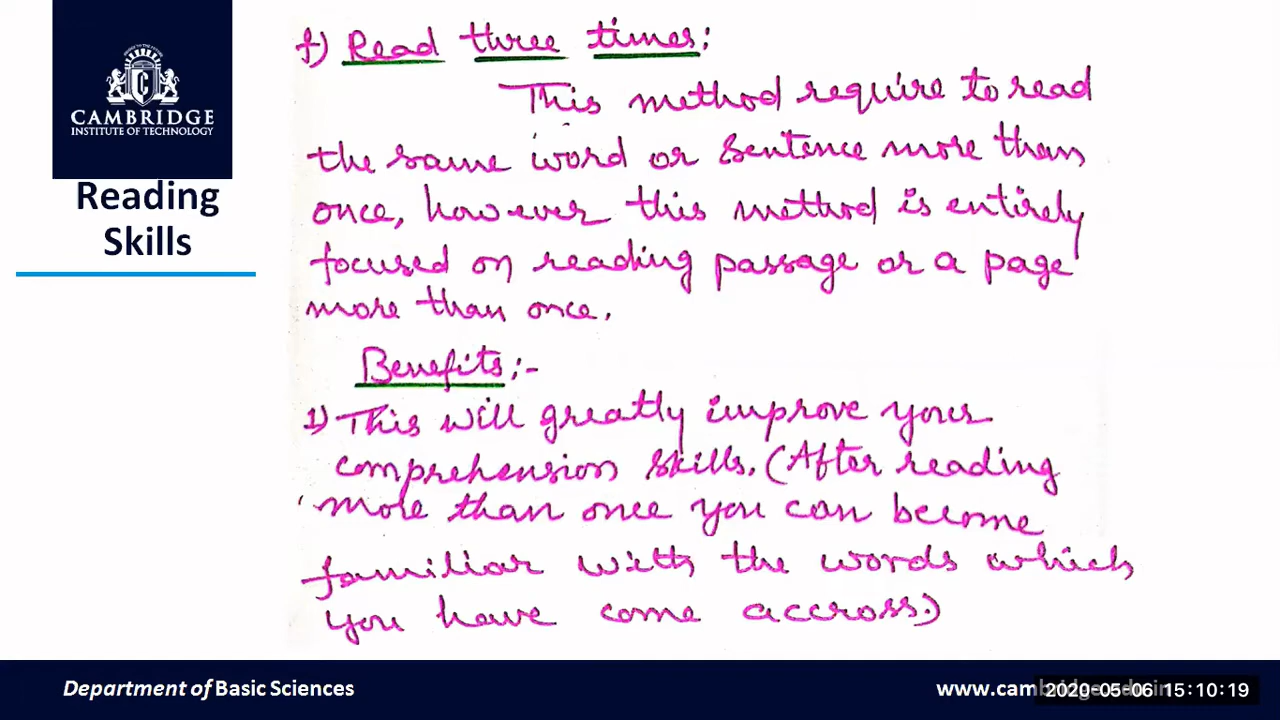 CAMBRIDGE
INSTITUTE OF TECHNOLOGY
Reading
Skills
f) Read three times:
This method require to read
the same word or sentence more than
once, however this method is entirely
focused on reading passage or a page
more than once.
Benefits:-
1) This will greatly improve your
comprehension skills. (After reading
more than once you can become
familiar with the words which
you have come accross.)
Department of Basic Sciences
www.cam
2020-05-06 15:10:19